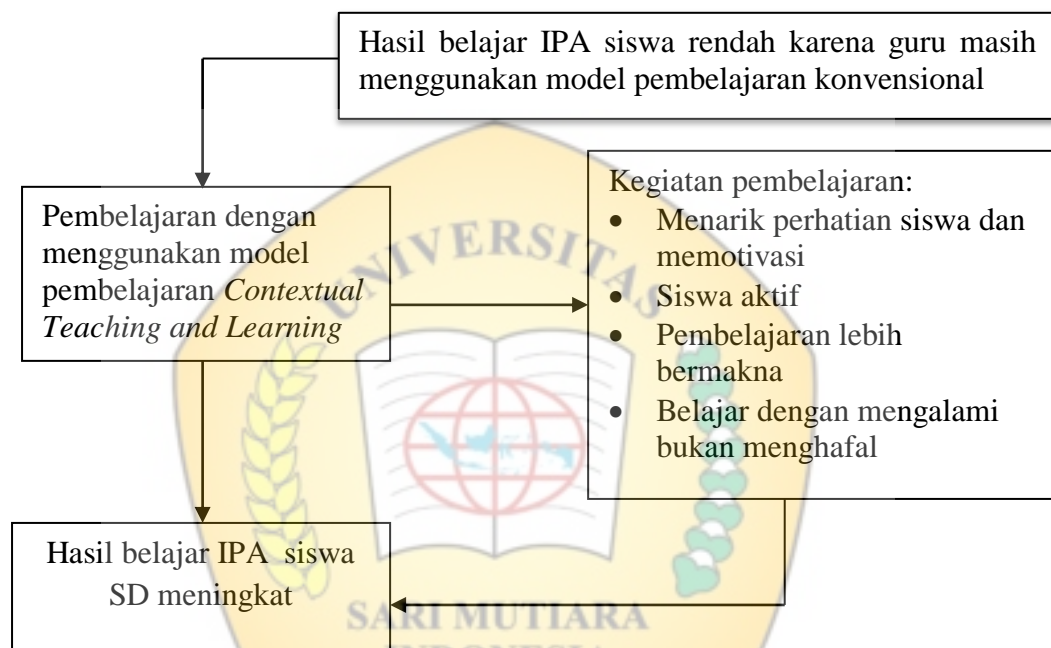 Hasil belajar IPA siswa rendah karena guru masih
menggunakan model pembelajaran konvensional
Pembelajaran dengan
menggunakan model
pembelajaran Contextual
Teaching and Learning
Kegiatan pembelajaran:
• Menarik perhatian siswa dan
memotivasi
• Siswa aktif
• Pembelajaran lebih
bermakna
• Belajar dengan mengalami
bukan menghafal
Hasil belajar IPA siswa
SD meningkat
UNIVERSITAS
SARI MUTIARA
INDONESIA